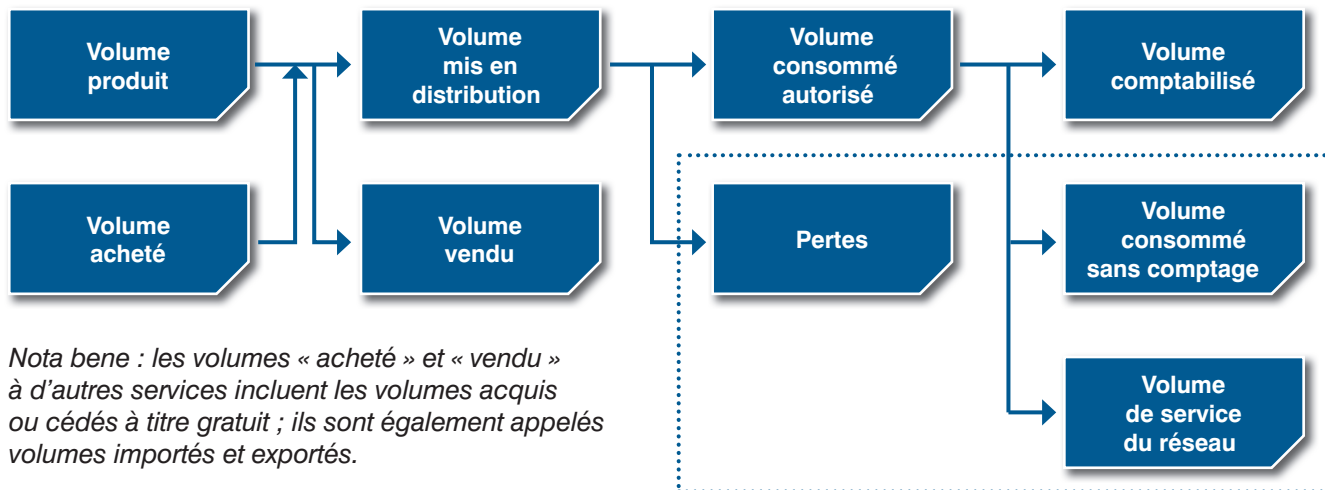 Volume
produit
Volume
mis en
distribution
Volume
consommé
autorisé
Volume
comptabilisé
Volume
acheté
Volume
vendu
Pertes
Volume
consommé
sans comptage
Nota bene : les volumes « acheté » et « vendu »
à d'autres services incluent les volumes acquis
ou cédés à titre gratuit ; ils sont également appelés
volumes importés et exportés.
Volume
de service
du réseau